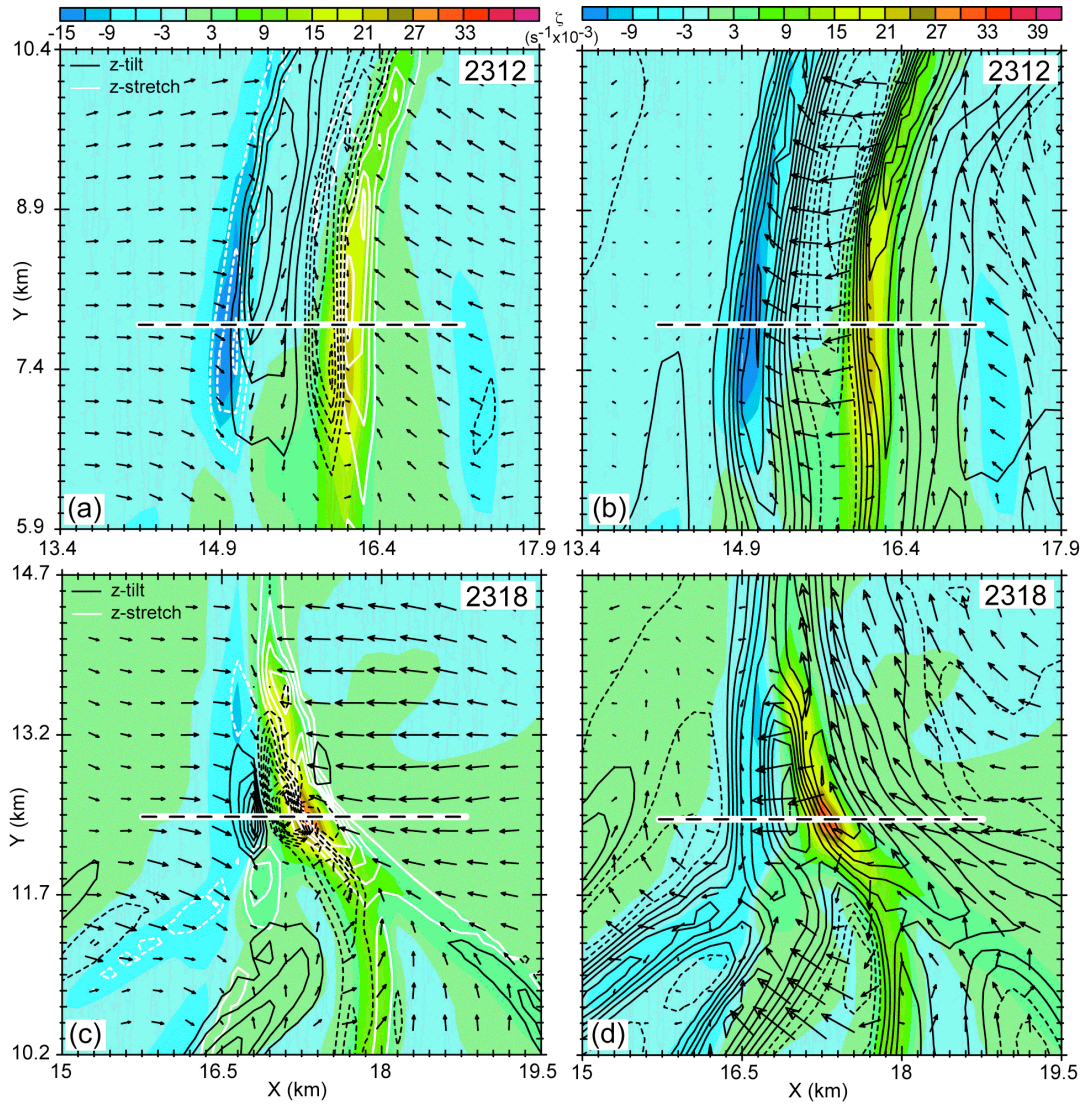 -15 -9 -3 3 9 15 21 27 33
ζ
(s⁻¹x10⁻³)
-15 -9 -3 3 9 15 21 27 33 39
10.4
z-tilt
z-stretch
2312
2312
8.9
Y (km)
7.4
(a)
(b)
5.9
13.4 14.9 16.4 17.9
13.4 14.9 16.4 17.9
14.7
z-tilt
z-stretch
2318
2318
13.2
Y (km)
11.7
(c)
(d)
10.2
15 16.5 18 19.5
15 16.5 18 19.5
X (km)
X (km)